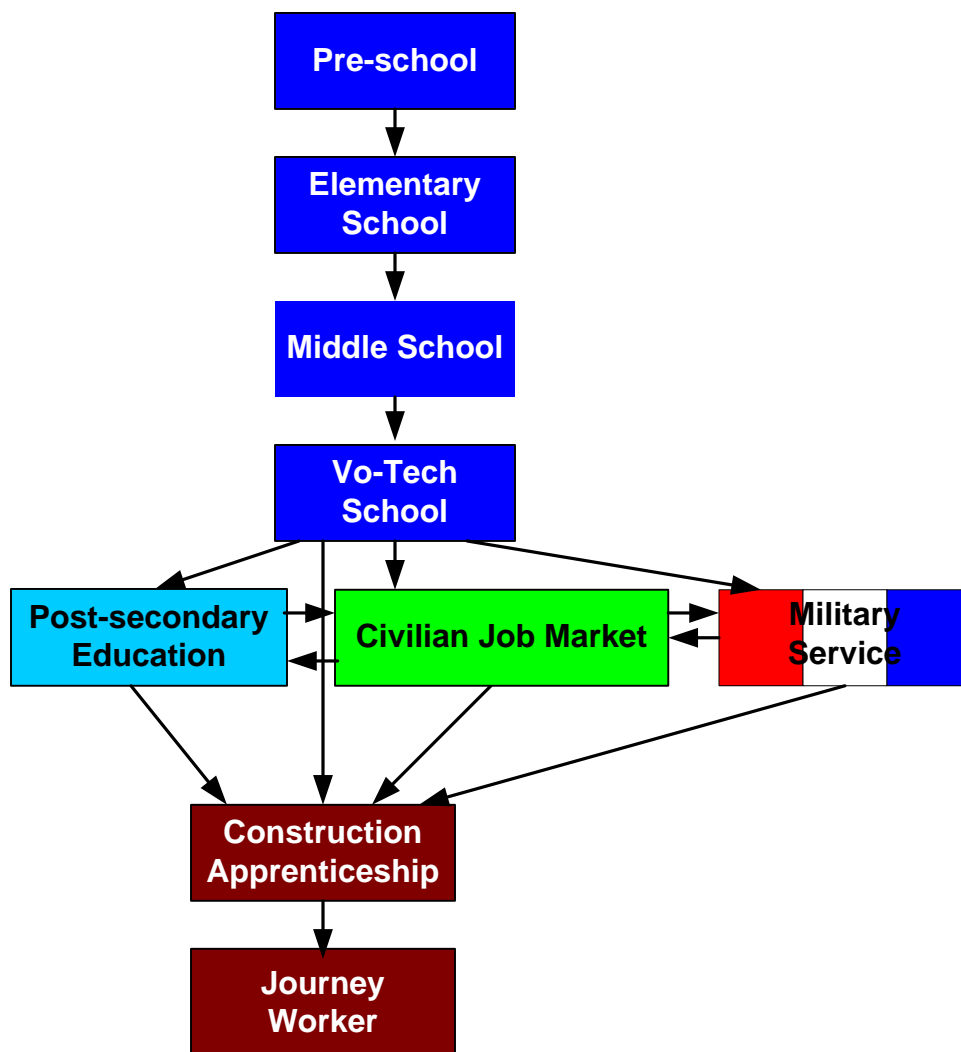 Pre-school
Elementary
School
Middle School
Vo-Tech
School
Post-secondary
Education
Civilian Job Market
Military
Service
Construction
Apprenticeship
Journey
Worker